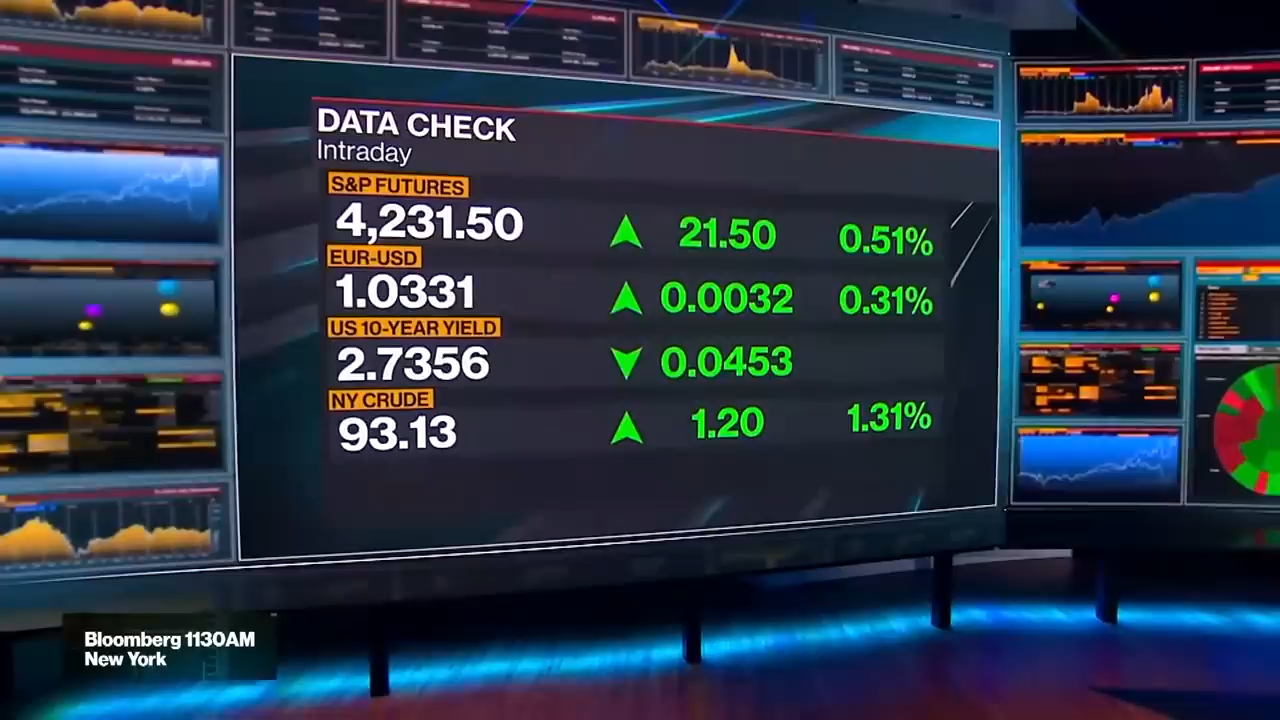 DATA CHECK
Intraday
S&P FUTURES
4,231.50 21.50 0.51%
EUR-USD
1.0331 0.0032 0.31%
US 10-YEAR YIELD
2.7356 0.0453
NY CRUDE
93.13 1.20 1.31%
Bloomberg 1130AM
New York